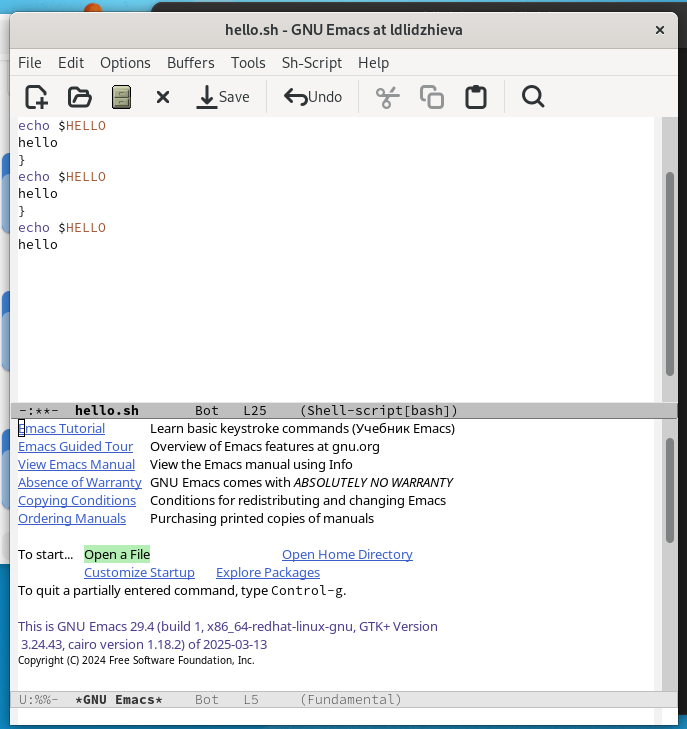 hello.sh - GNU Emacs at ldlidzhieva ×
File Edit Options Buffers Tools Sh-Script Help
Save Undo
echo $HELLO
hello
}
echo $HELLO
hello
}
echo $HELLO
hello
-:**- hello.sh Bot L25 (Shell-script[bash])
Emacs Tutorial Learn basic keystroke commands (Учебник Emacs)
Emacs Guided Tour Overview of Emacs features at gnu.org
View Emacs Manual View the Emacs manual using Info
Absence of Warranty GNU Emacs comes with ABSOLUTELY NO WARRANTY
Copying Conditions Conditions for redistributing and changing Emacs
Ordering Manuals Purchasing printed copies of manuals
To start... Open a File Open Home Directory
Customize Startup Explore Packages
To quit a partially entered command, type Control-g.
This is GNU Emacs 29.4 (build 1, x86_64-redhat-linux-gnu, GTK+ Version
3.24.43, cairo version 1.18.2) of 2025-03-13
Copyright (C) 2024 Free Software Foundation, Inc.
U:%%- *GNU Emacs* Bot L5 (Fundamental)